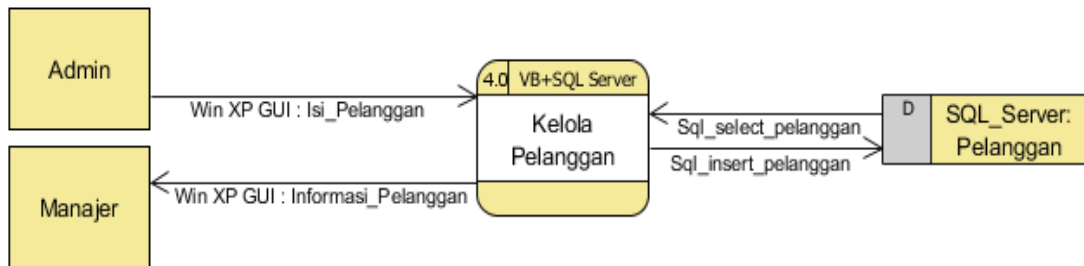 Admin
Win XP GUI : Isi_Pelanggan
4.0 VB+SQL Server
Kelola
Pelanggan
Sql_select_pelanggan
Sql_insert_pelanggan
D
SQL_Server:
Pelanggan
Manajer
Win XP GUI : Informasi_Pelanggan